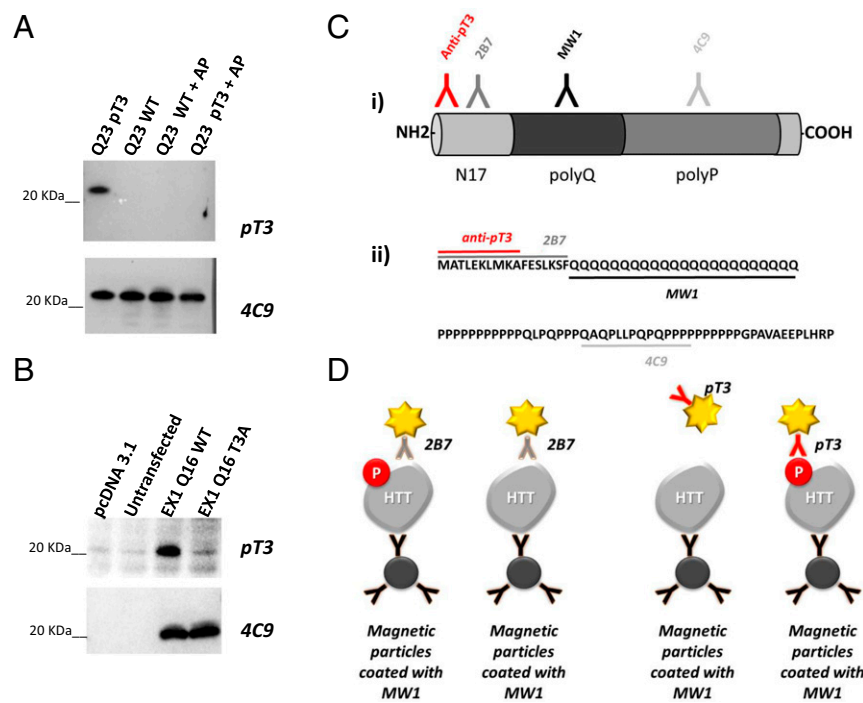 A
Q23 pT3
Q23 WT
Q23 WT + AP
Q23 pT3 + AP
20 KDa
pT3
20 KDa
4C9
B
pcDNA 3.1
Untransfected
EX1 Q16 WT
EX1 Q16 T3A
20 KDa
pT3
20 KDa
4C9
C
Anti-pT3
2B7
MW1
4C9
i)
NH2
COOH
N17
polyQ
polyP
ii)
anti-pT3
2B7
MATLEKLMKAFESLKSFQQQQQQQQQQQQQQQQQQQQQQQ
MW1
PPPPPPPPPPPQLPQPPPQAQPLLPQPQPPPPPPPPPPGPAVAEEPLHRP
4C9
D
2B7
P
HTT
Magnetic
particles
coated with
MW1
2B7
HTT
Magnetic
particles
coated with
MW1
pT3
HTT
Magnetic
particles
coated with
MW1
pT3
P
HTT
Magnetic
particles
coated with
MW1